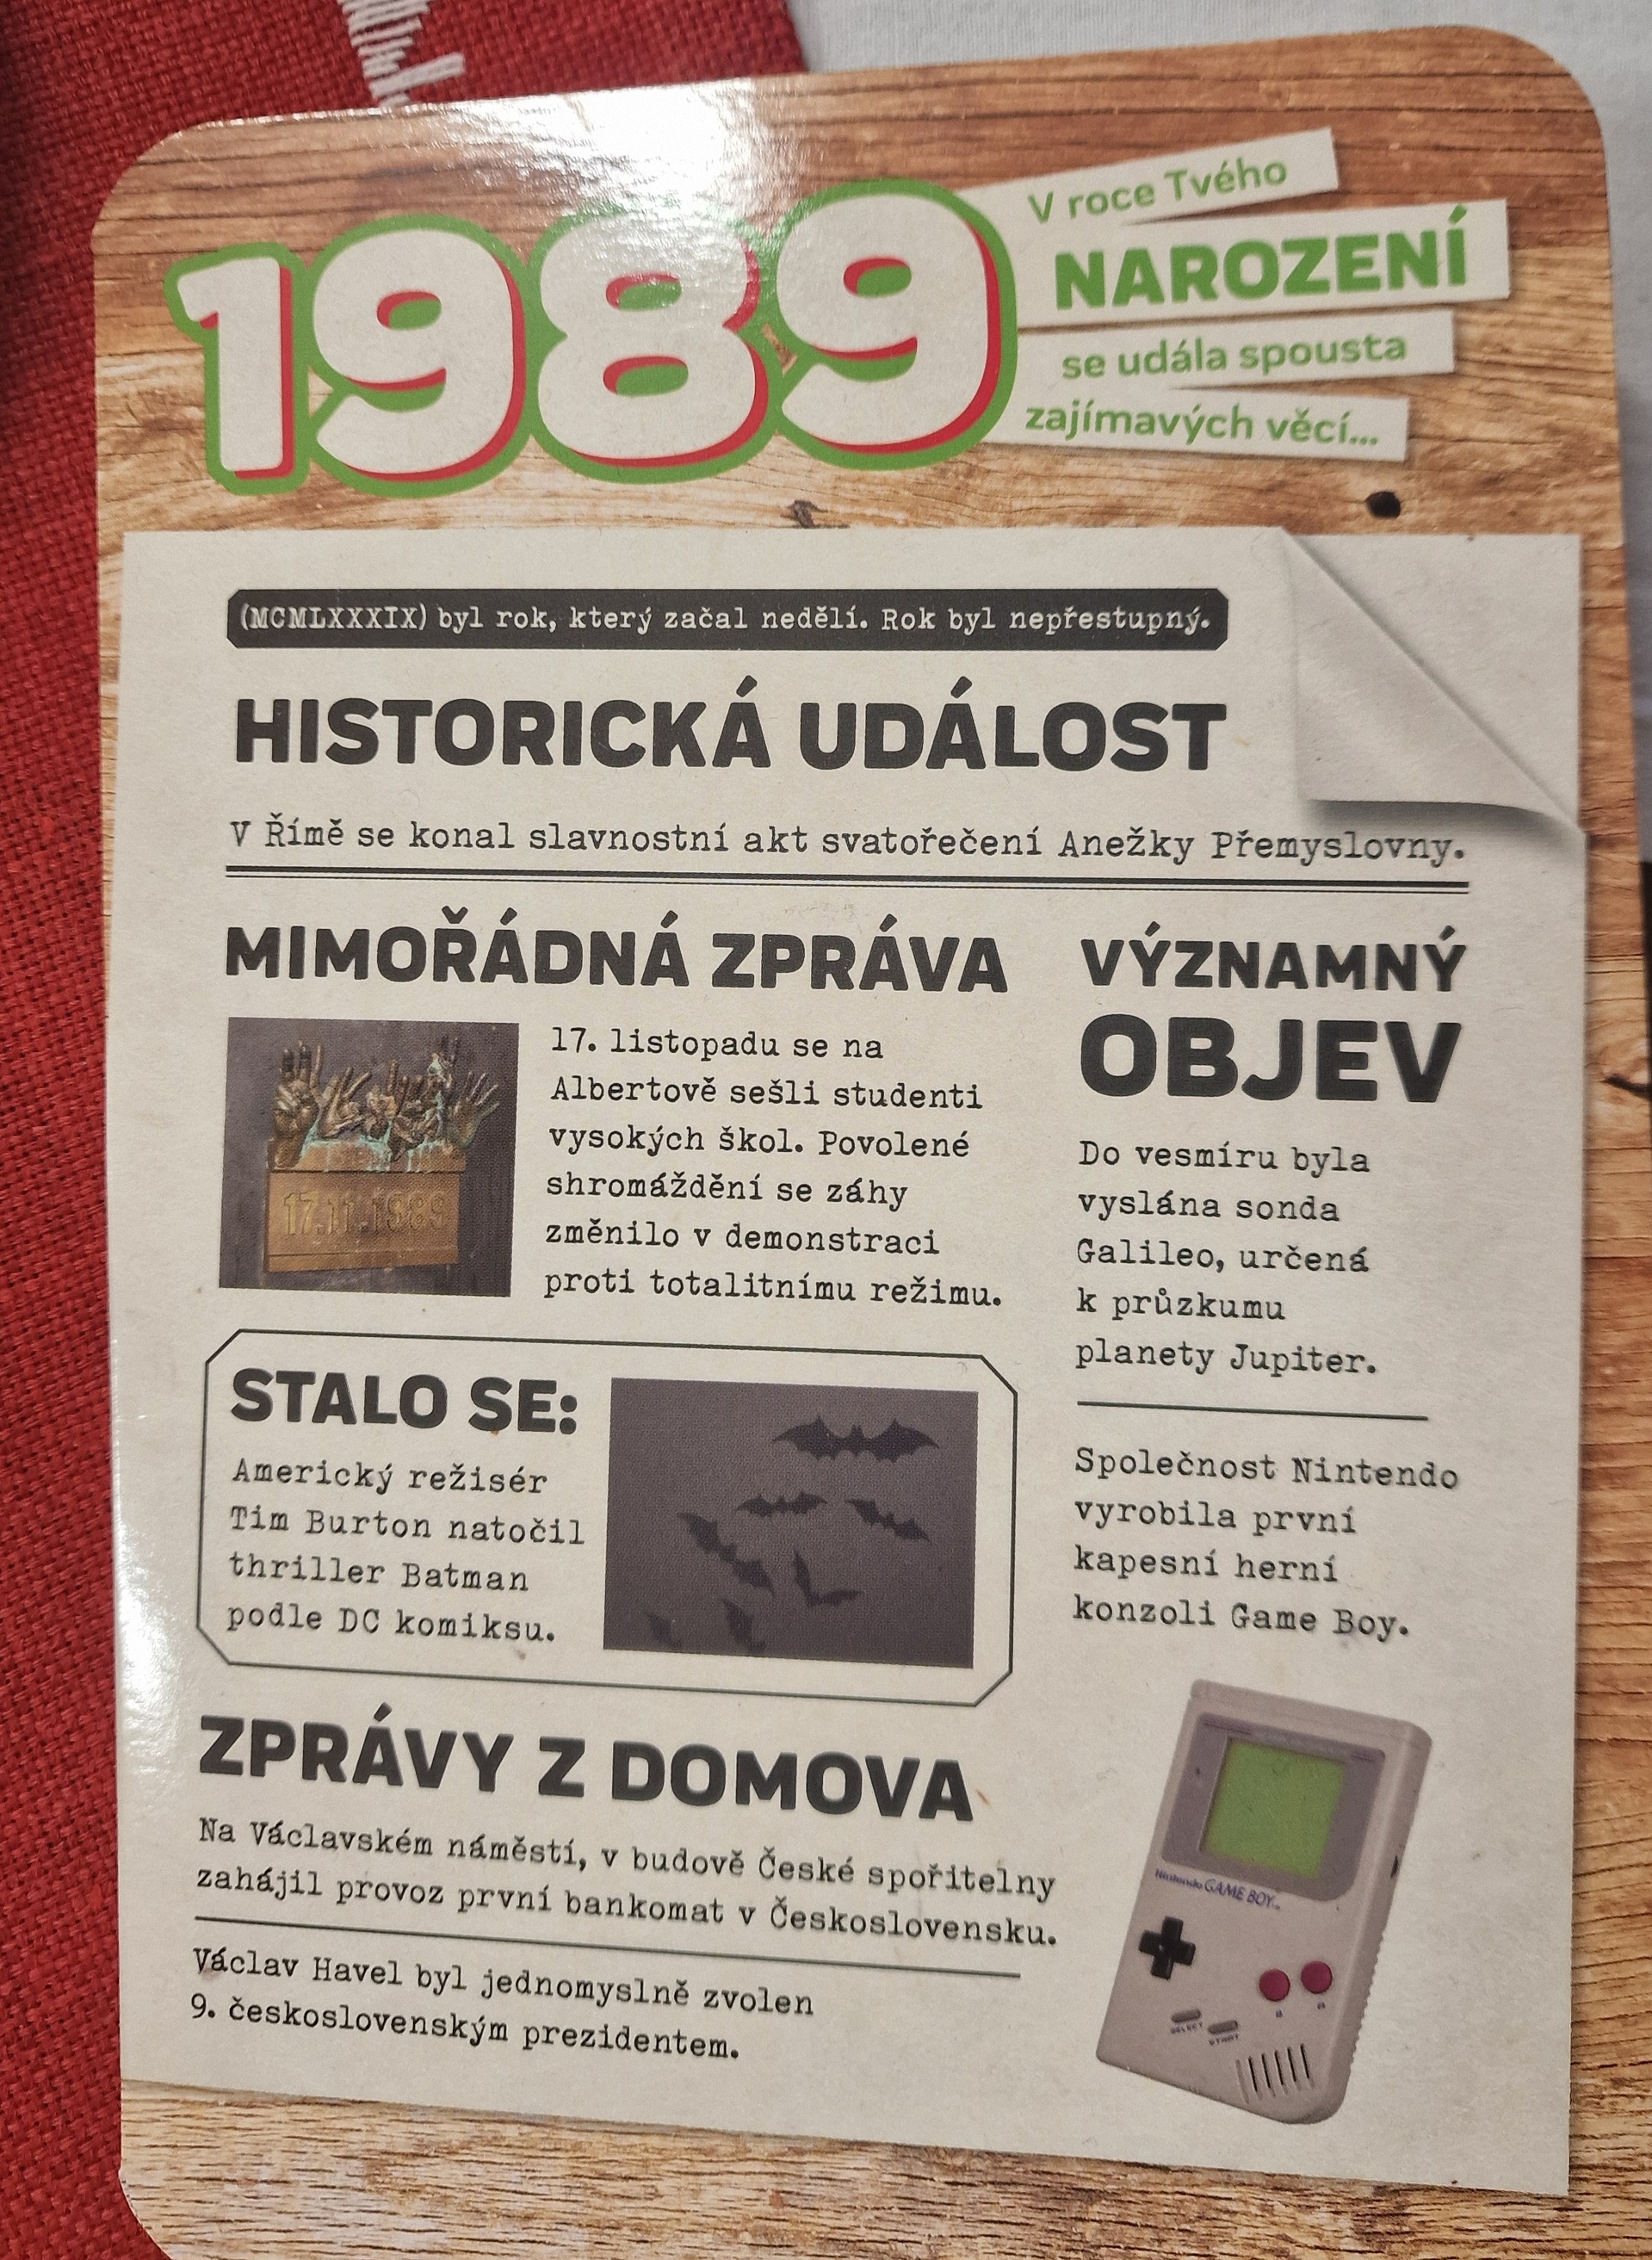 1989
V roce Tvého
NAROZENÍ
se udála spousta
zajímavých věcí...
(MCMLXXXIX) byl rok, který začal nedělí. Rok byl nepřestupný.
HISTORICKÁ UDÁLOST
V Římě se konal slavnostní akt svatořečení Anežky Přemyslovny.
MIMOŘÁDNÁ ZPRÁVA
17.11.1989
17. listopadu se na
Albertově sešli studenti
vysokých škol. Povolené
shromáždění se záhy
změnilo v demonstraci
proti totalitnímu režimu.
VÝZNAMNÝ
OBJEV
Do vesmíru byla
vyslána sonda
Galileo, určená
k průzkumu
planety Jupiter.
Společnost Nintendo
vyrobila první
kapesní herní
konzoli Game Boy.
STALO SE:
Americký režisér
Tim Burton natočil
thriller Batman
podle DC komiksu.
ZPRÁVY Z DOMOVA
Na Václavském náměstí, v budově České spořitelny
zahájil provoz první bankomat v Československu.
Václav Havel byl jednomyslně zvolen
9. československým prezidentem.
Nintendo GAME BOY
SELECT
START